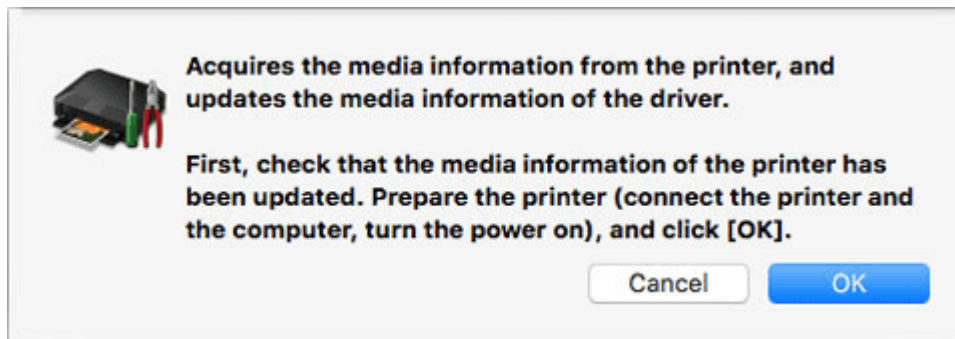 Acquires the media information from the printer, and
updates the media information of the driver.
First, check that the media information of the printer has
been updated. Prepare the printer (connect the printer and
the computer, turn the power on), and click [OK].
Cancel
OK